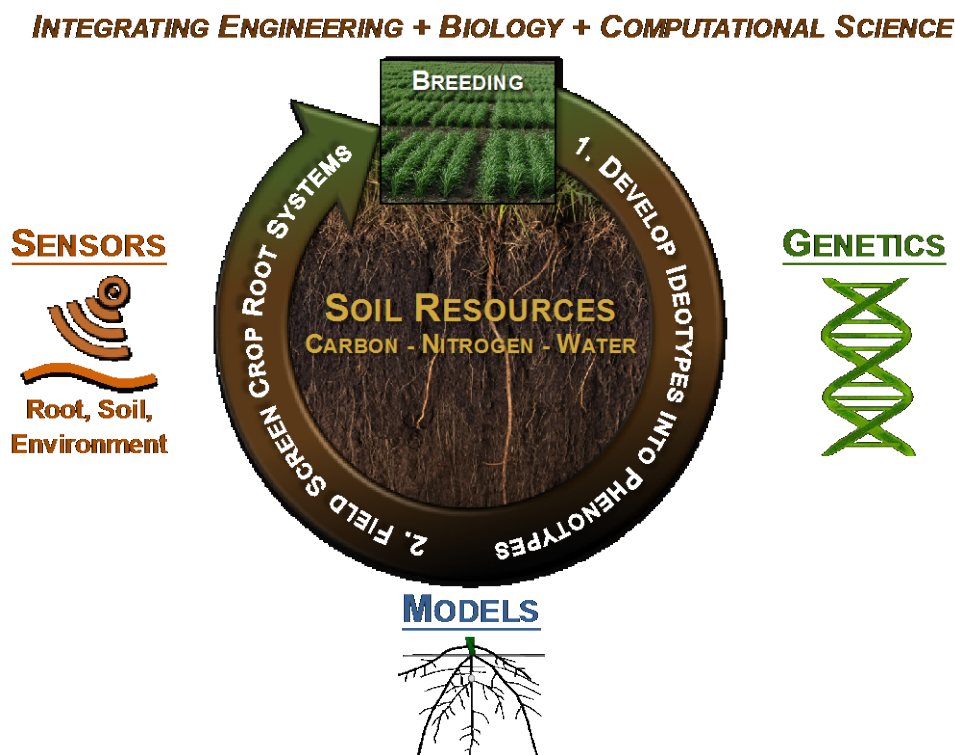 INTEGRATING ENGINEERING + BIOLOGY + COMPUTATIONAL SCIENCE
BREEDING
1. DEVELOP IDEOTYPES INTO PHENOTYPES
2. FIELD SCREEN CROP ROOT SYSTEMS
SENSORS
Root, Soil,
Environment
SOIL RESOURCES
CARBON - NITROGEN - WATER
GENETICS
MODELS